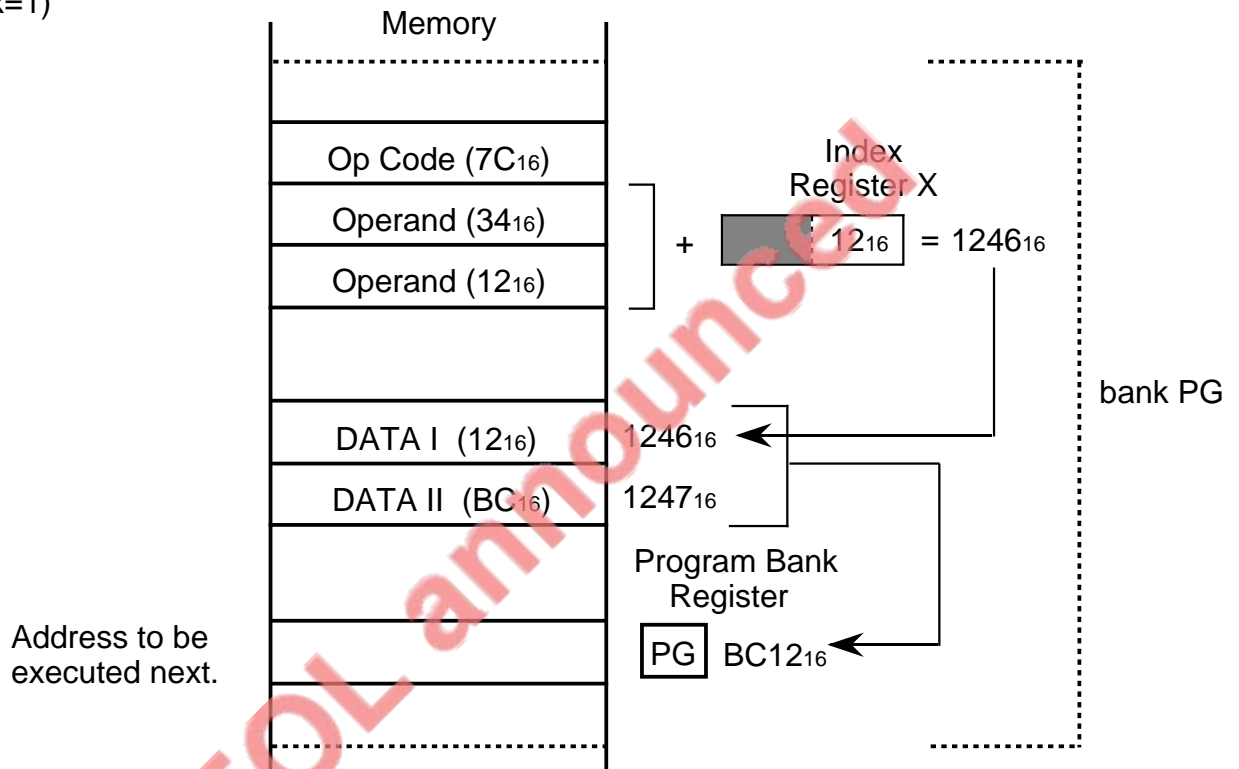 x=1)
Memory
Op Code (7C16)
Operand (3416)
Operand (1216)
+
Index
Register X
1216
= 124616
DATA I (1216)
124616
DATA II (BC16)
124716
bank PG
Program Bank
Register
PG
BC1216
Address to be
executed next.
EOL announced